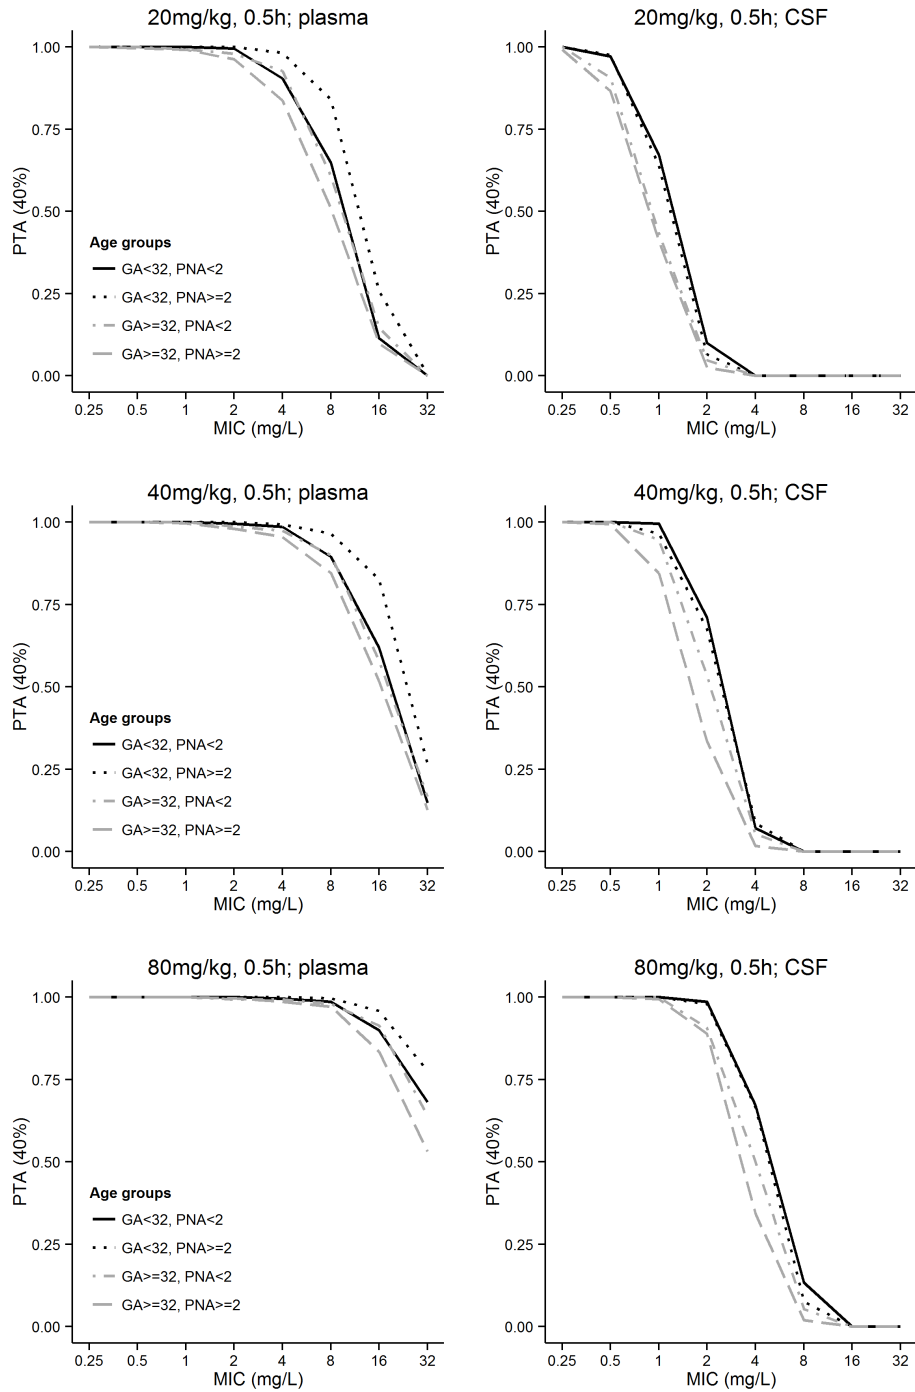 20mg/kg, 0.5h; plasma
PTA (40%)
1.00
0.75
0.50
0.25
0.00
Age groups
GA<32, PNA<2
GA<32, PNA>=2
GA>=32, PNA<2
GA>=32, PNA>=2
0.25 0.5 1 2 4 8 16 32
MIC (mg/L)
20mg/kg, 0.5h; CSF
PTA (40%)
1.00
0.75
0.50
0.25
0.00
0.25 0.5 1 2 4 8 16 32
MIC (mg/L)
40mg/kg, 0.5h; plasma
PTA (40%)
1.00
0.75
0.50
0.25
0.00
Age groups
GA<32, PNA<2
GA<32, PNA>=2
GA>=32, PNA<2
GA>=32, PNA>=2
0.25 0.5 1 2 4 8 16 32
MIC (mg/L)
40mg/kg, 0.5h; CSF
PTA (40%)
1.00
0.75
0.50
0.25
0.00
0.25 0.5 1 2 4 8 16 32
MIC (mg/L)
80mg/kg, 0.5h; plasma
PTA (40%)
1.00
0.75
0.50
0.25
0.00
Age groups
GA<32, PNA<2
GA<32, PNA>=2
GA>=32, PNA<2
GA>=32, PNA>=2
0.25 0.5 1 2 4 8 16 32
MIC (mg/L)
80mg/kg, 0.5h; CSF
PTA (40%)
1.00
0.75
0.50
0.25
0.00
0.25 0.5 1 2 4 8 16 32
MIC (mg/L)